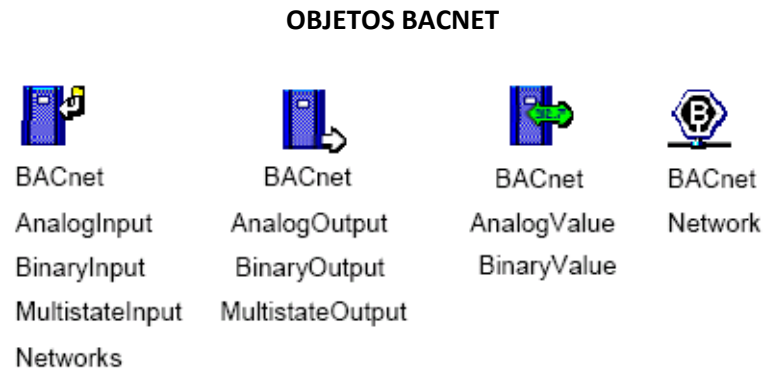 OBJETOS BACNET
BACnet
AnalogInput
BinaryInput
MultistateInput
Networks
BACnet
AnalogOutput
BinaryOutput
MultistateOutput
BACnet
AnalogValue
BinaryValue
B
BACnet
Network